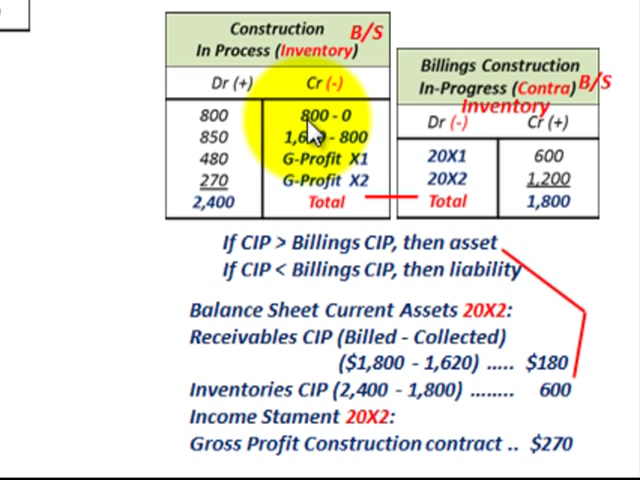 Construction B/S
In Process (Inventory)
Dr (+) Cr (-)
800 800 - 0
850 - 800
480 G-Profit X1
270 G-Profit X2
2,400 Total
Billings Construction
In-Progress (Contra) B/S
Inventory
Dr (-) Cr (+)
20X1 600
20X2 1,200
Total 1,800
If CIP > Billings CIP, then asset
If CIP < Billings CIP, then liability
Balance Sheet Current Assets 20X2:
Receivables CIP (Billed - Collected)
($1,800 - 1,620) ..... $180
Inventories CIP (2,400 - 1,800) ........ 600
Income Stament 20X2:
Gross Profit Construction contract .. $270